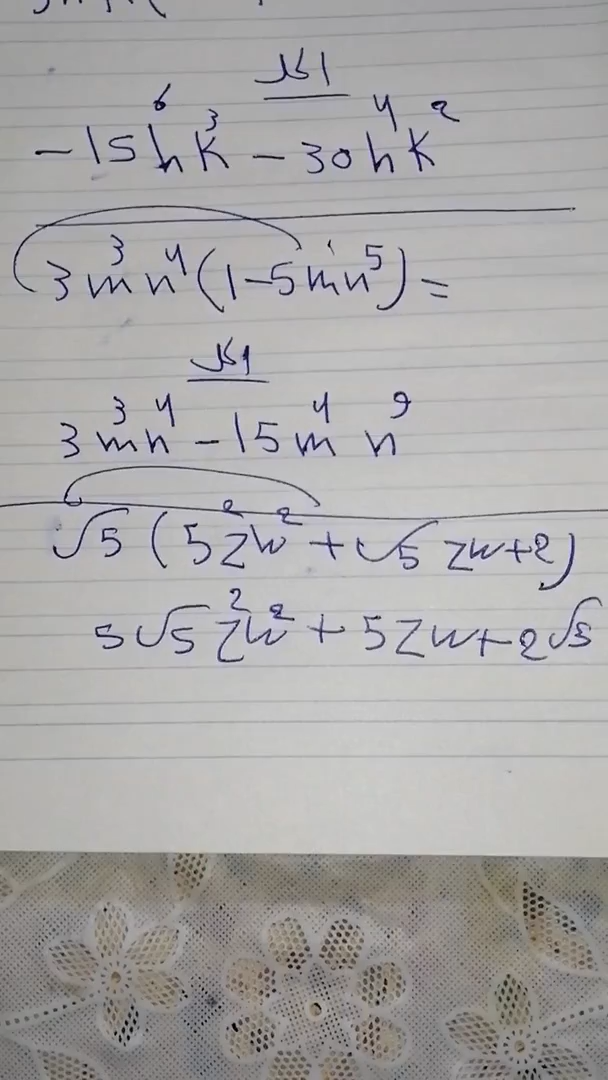 الحل
-15h⁶k³ - 30h⁴k²
3m³n⁴(1-5m¹n⁵) =
الحل
3m³n⁴ - 15m⁴n⁹
√5 (5z²w² + √5 zw+2)
5√5 z²w² + 5zw + 2√5